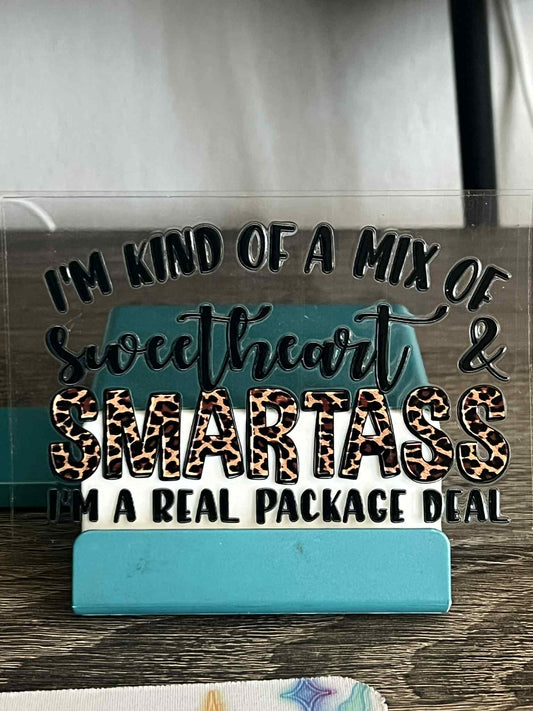 I'M KIND OF A MIX OF
Sweetheart &
SMARTASS
I'M A REAL PACKAGE DEAL